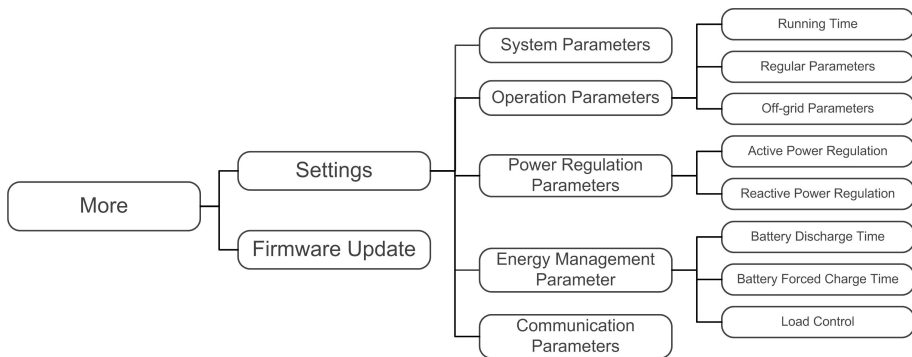 More
Settings
Firmware Update
System Parameters
Operation Parameters
Power Regulation
Parameters
Energy Management
Parameter
Communication
Parameters
Running Time
Regular Parameters
Off-grid Parameters
Active Power Regulation
Reactive Power Regulation
Battery Discharge Time
Battery Forced Charge Time
Load Control